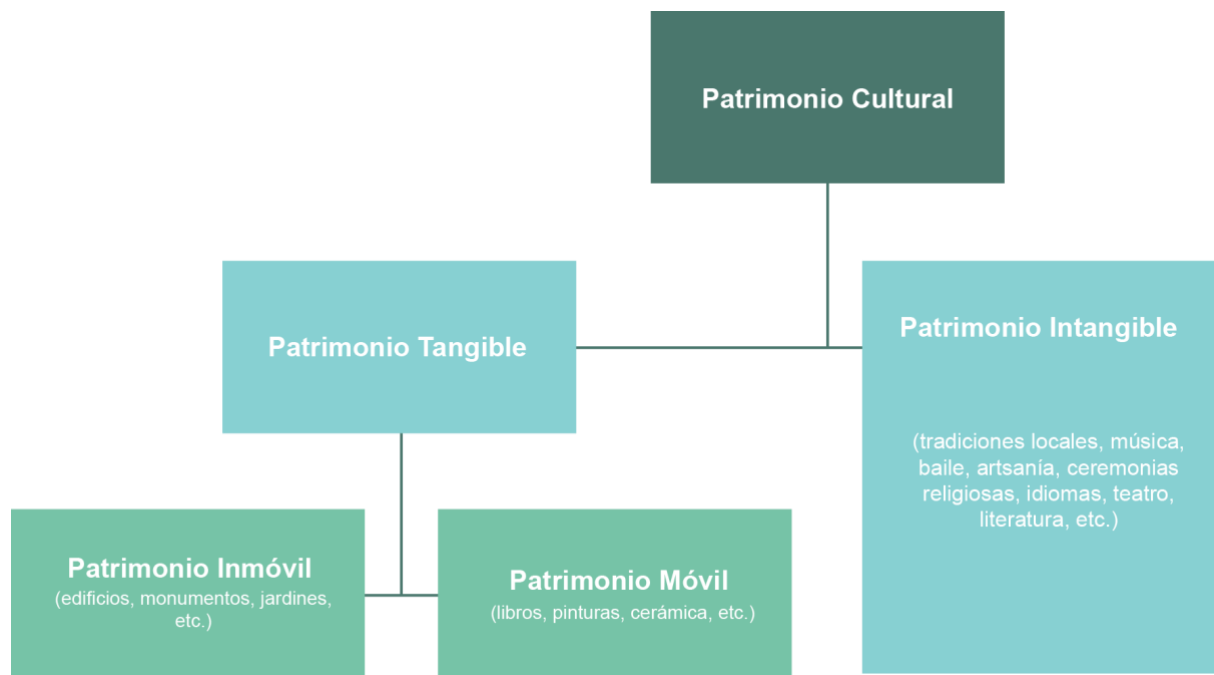 Patrimonio Cultural
Patrimonio Tangible
Patrimonio Intangible
(tradiciones locales, música,
baile, artsanía, ceremonias
religiosas, idiomas, teatro,
literatura, etc.)
Patrimonio Inmóvil
(edificios, monumentos, jardines,
etc.)
Patrimonio Móvil
(libros, pinturas, cerámica, etc.)